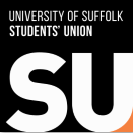 UNIVERSITY OF SUFFOLK
STUDENTS' UNION
SU